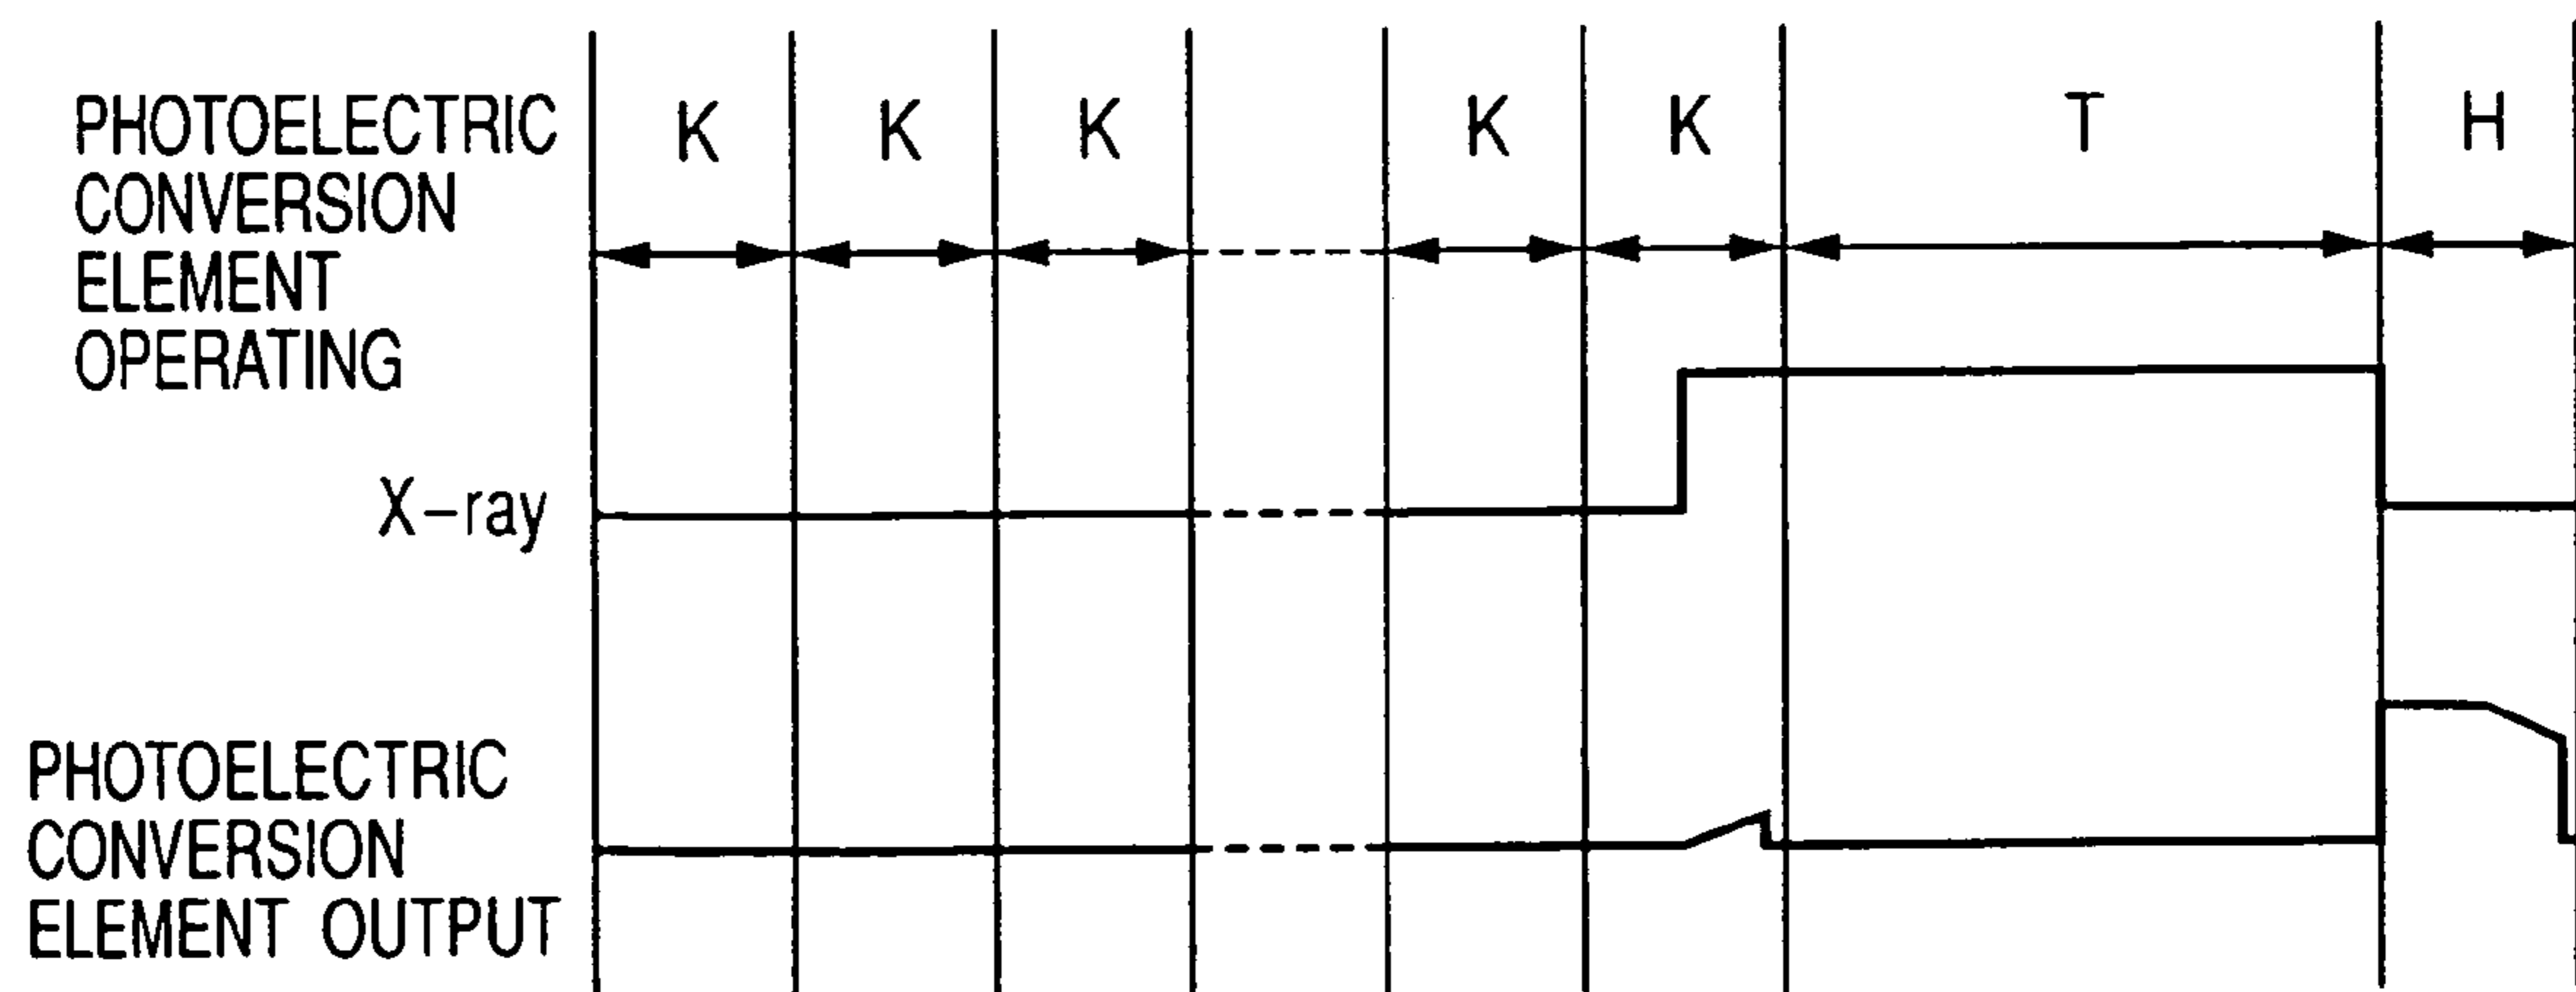 PHOTOELECTRIC
CONVERSION
ELEMENT
OPERATING
K K K K K T H
X-ray
PHOTOELECTRIC
CONVERSION
ELEMENT OUTPUT